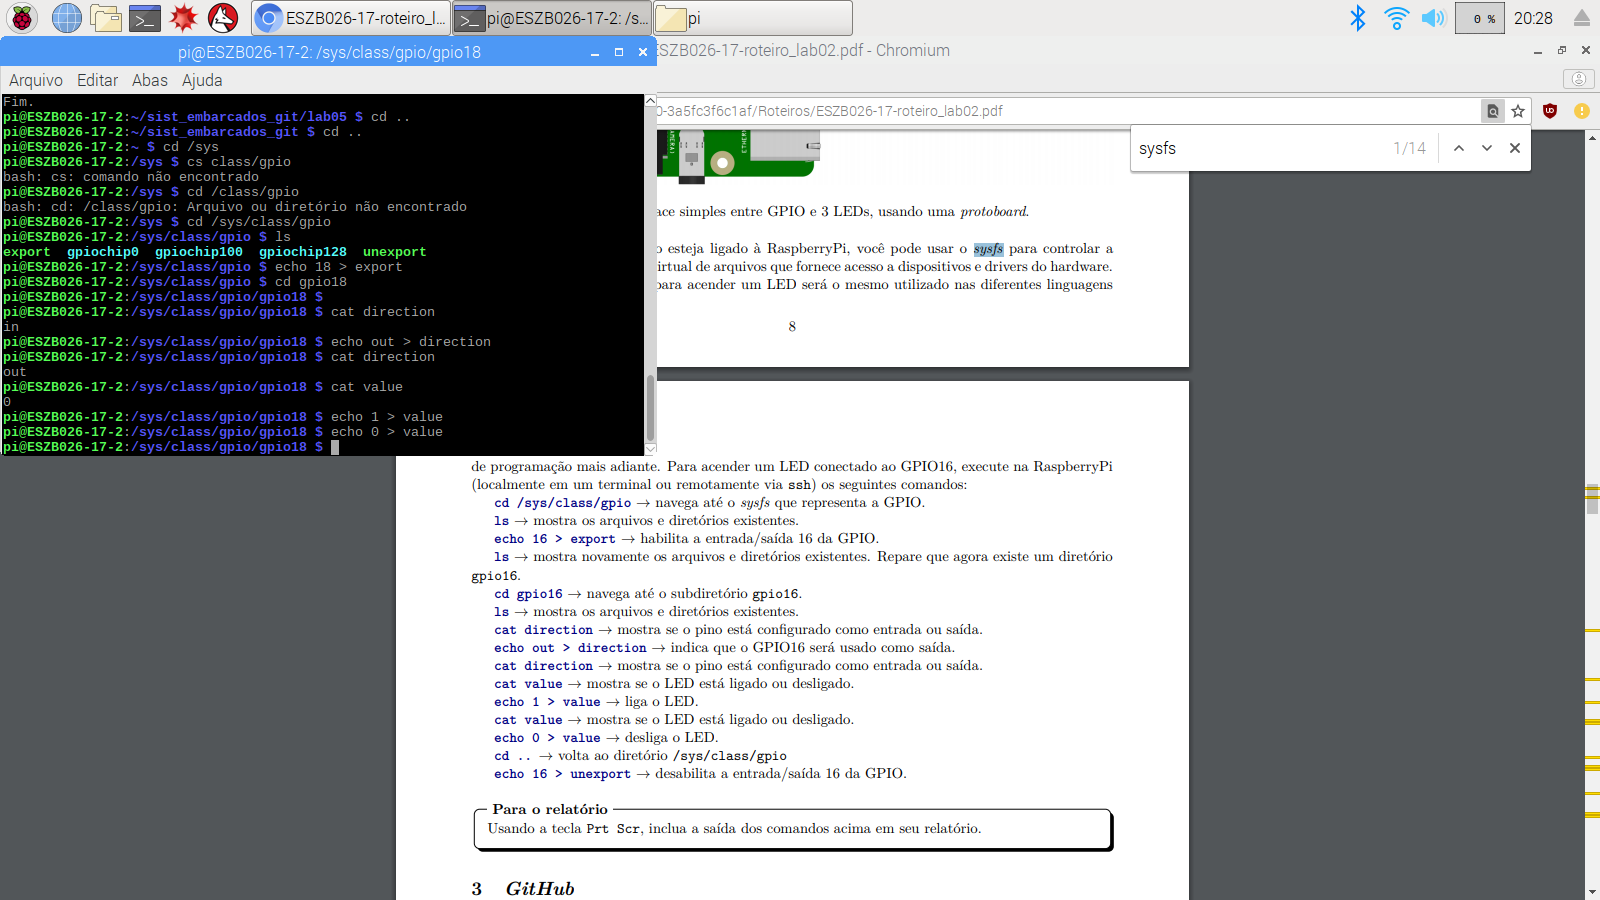 ESZB026-17-roteiro_l...
pi@ESZB026-17-2: /s...
pi
0 %
20:28
pi@ESZB026-17-2: /sys/class/gpio/gpio18
SZB026-17-roteiro_lab02.pdf - Chromium
Arquivo Editar Abas Ajuda
0-3a5fc3f6c1af/Roteiros/ESZB026-17-roteiro_lab02.pdf
sysfs 1/14
Fim.
pi@ESZB026-17-2:~/sist_embarcados_git/lab05 $ cd ..
pi@ESZB026-17-2:~/sist_embarcados_git $ cd ..
pi@ESZB026-17-2:~ $ cd /sys
pi@ESZB026-17-2:/sys $ cs class/gpio
bash: cs: comando não encontrado
pi@ESZB026-17-2:/sys $ cd /class/gpio
bash: cd: /class/gpio: Arquivo ou diretório não encontrado
pi@ESZB026-17-2:/sys $ cd /sys/class/gpio
pi@ESZB026-17-2:/sys/class/gpio $ ls
export gpiochip0 gpiochip100 gpiochip128 unexport
pi@ESZB026-17-2:/sys/class/gpio $ echo 18 > export
pi@ESZB026-17-2:/sys/class/gpio $ cd gpio18
pi@ESZB026-17-2:/sys/class/gpio/gpio18 $
pi@ESZB026-17-2:/sys/class/gpio/gpio18 $ cat direction
in
pi@ESZB026-17-2:/sys/class/gpio/gpio18 $ echo out > direction
pi@ESZB026-17-2:/sys/class/gpio/gpio18 $ cat direction
out
pi@ESZB026-17-2:/sys/class/gpio/gpio18 $ cat value
0
pi@ESZB026-17-2:/sys/class/gpio/gpio18 $ echo 1 > value
pi@ESZB026-17-2:/sys/class/gpio/gpio18 $ echo 0 > value
pi@ESZB026-17-2:/sys/class/gpio/gpio18 $
ETHERNET
ace simples entre GPIO e 3 LEDs, usando uma protoboard.
o esteja ligado à RaspberryPi, você pode usar o sysfs para controlar a
irtual de arquivos que fornece acesso a dispositivos e drivers do hardware.
para acender um LED será o mesmo utilizado nas diferentes linguagens
8
de programação mais adiante. Para acender um LED conectado ao GPIO16, execute na RaspberryPi
(localmente em um terminal ou remotamente via ssh) os seguintes comandos:
cd /sys/class/gpio → navega até o sysfs que representa a GPIO.
ls → mostra os arquivos e diretórios existentes.
echo 16 > export → habilita a entrada/saída 16 da GPIO.
ls → mostra novamente os arquivos e diretórios existentes. Repare que agora existe um diretório
gpio16.
cd gpio16 → navega até o subdiretório gpio16.
ls → mostra os arquivos e diretórios existentes.
cat direction → mostra se o pino está configurado como entrada ou saída.
echo out > direction → indica que o GPIO16 será usado como saída.
cat direction → mostra se o pino está configurado como entrada ou saída.
cat value → mostra se o LED está ligado ou desligado.
echo 1 > value → liga o LED.
cat value → mostra se o LED está ligado ou desligado.
echo 0 > value → desliga o LED.
cd .. → volta ao diretório /sys/class/gpio
echo 16 > unexport → desabilita a entrada/saída 16 da GPIO.
Para o relatório
Usando a tecla Prt Scr, inclua a saída dos comandos acima em seu relatório.
3 GitHub